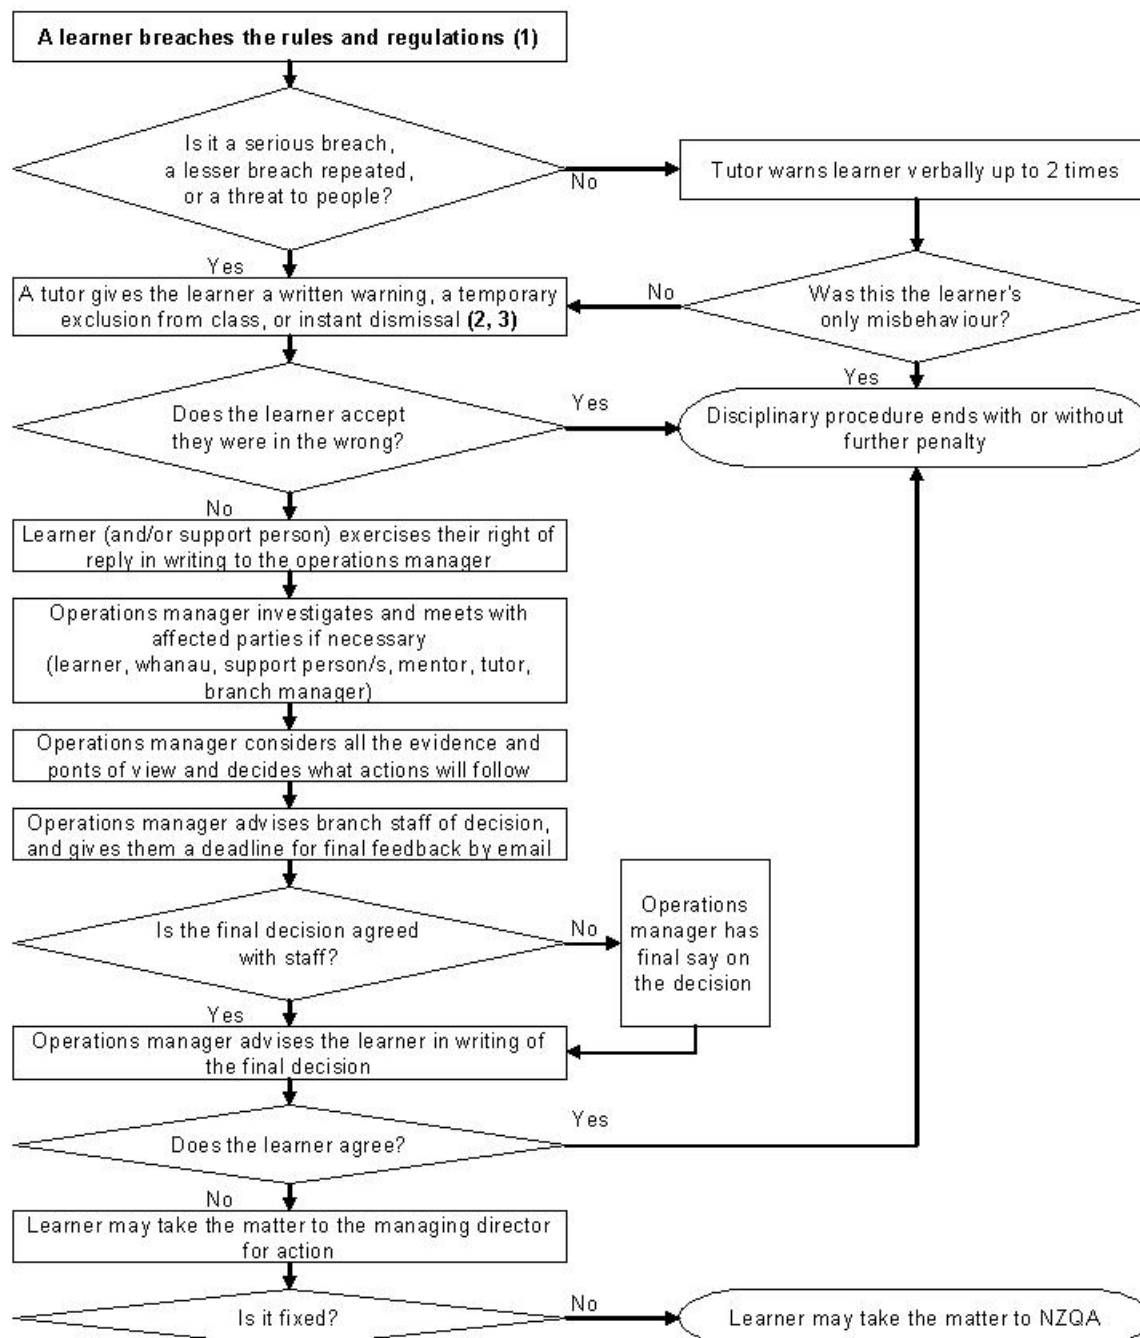 A learner breaches the rules and regulations (1)
Is it a serious breach,
a lesser breach repeated,
or a threat to people?
No
Tutor warns learner verbally up to 2 times
Yes
A tutor gives the learner a written warning, a temporary
exclusion from class, or instant dismissal (2, 3)
No
Was this the learner's
only misbehaviour?
Yes
Does the learner accept
they were in the wrong?
Yes
Disciplinary procedure ends with or without
further penalty
No
Learner (and/or support person) exercises their right of
reply in writing to the operations manager
Operations manager investigates and meets with
affected parties if necessary
(learner, whanau, support person/s, mentor, tutor,
branch manager)
Operations manager considers all the evidence and
ponts of view and decides what actions will follow
Operations manager advises branch staff of decision,
and gives them a deadline for final feedback by email
Is the final decision agreed
with staff?
No
Operations
manager has
final say on
the decision
Yes
Operations manager advises the learner in writing of
the final decision
Does the learner agree?
Yes
No
Learner may take the matter to the managing director
for action
Is it fixed?
No
Learner may take the matter to NZQA